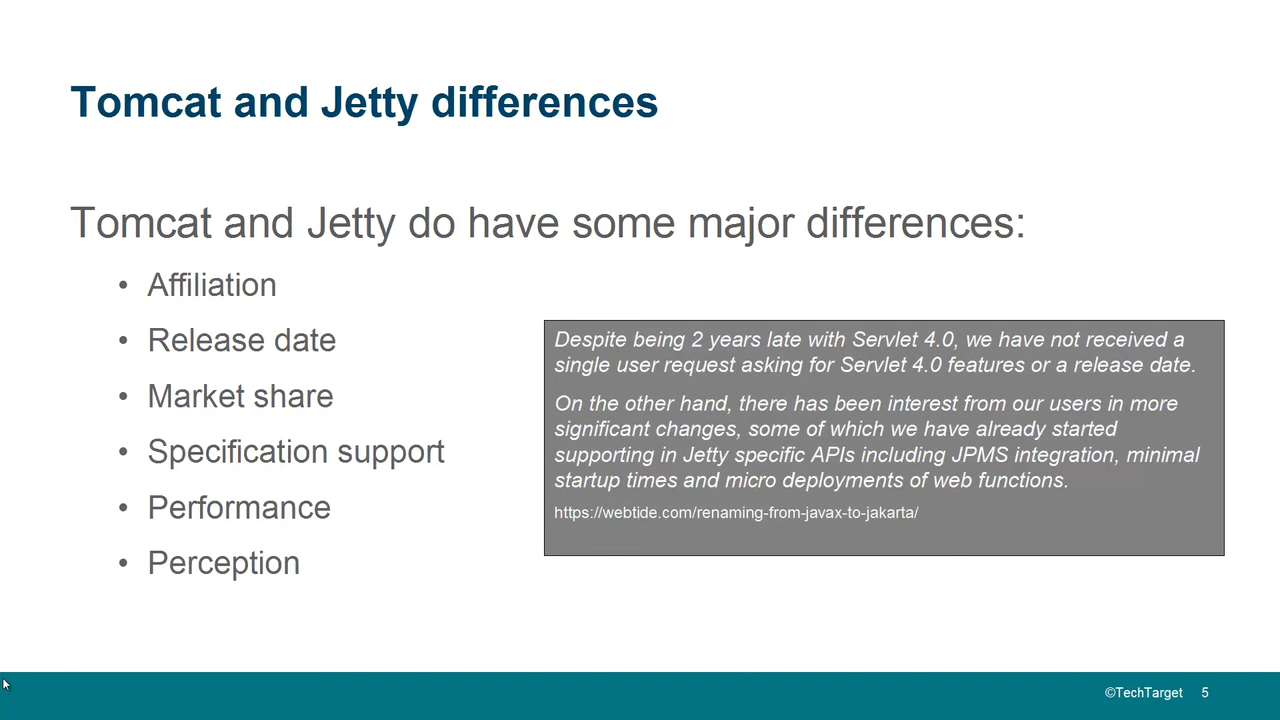 Tomcat and Jetty differences
Tomcat and Jetty do have some major differences:
• Affiliation
• Release date
• Market share
• Specification support
• Performance
• Perception
Despite being 2 years late with Servlet 4.0, we have not received a
single user request asking for Servlet 4.0 features or a release date.
On the other hand, there has been interest from our users in more
significant changes, some of which we have already started
supporting in Jetty specific APIs including JPMS integration, minimal
startup times and micro deployments of web functions.
https://webtide.com/renaming-from-javax-to-jakarta/
©TechTarget 5